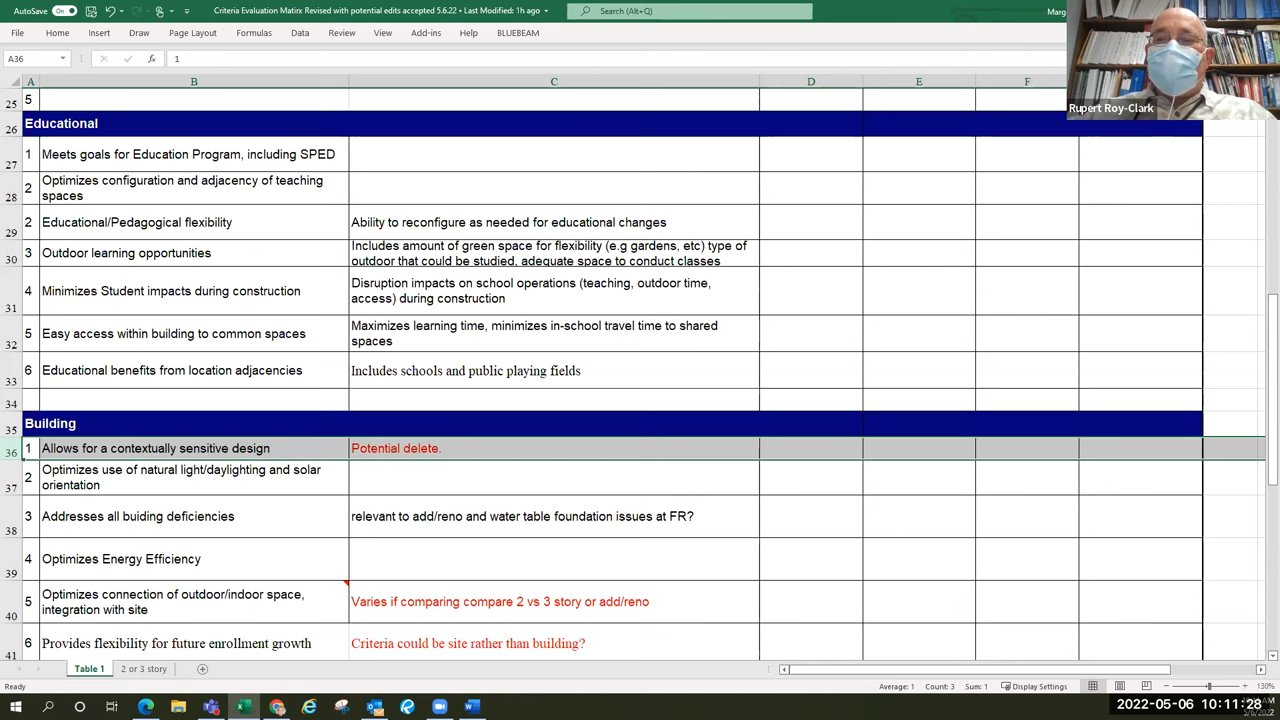 AutoSave On
Criteria Evaluation Matirx Revised with potential edits accepted 5.6.22 • Last Modified: 1h ago
Search (Alt+Q)
Marg
File Home Insert Draw Page Layout Formulas Data Review View Add-ins Help BLUEBEAM
A36
fx
1
Rupert Roy-Clark
A B C D E F
25 5
26 Educational
27 1 Meets goals for Education Program, including SPED
28 2 Optimizes configuration and adjacency of teaching
spaces
29 2 Educational/Pedagogical flexibility Ability to reconfigure as needed for educational changes
30 3 Outdoor learning opportunities Includes amount of green space for flexibility (e.g gardens, etc) type of
outdoor that could be studied, adequate space to conduct classes
31 4 Minimizes Student impacts during construction Disruption impacts on school operations (teaching, outdoor time,
access) during construction
32 5 Easy access within building to common spaces Maximizes learning time, minimizes in-school travel time to shared
spaces
33 6 Educational benefits from location adjacencies Includes schools and public playing fields
34
35 Building
36 1 Allows for a contextually sensitive design Potential delete.
37 2 Optimizes use of natural light/daylighting and solar
orientation
38 3 Addresses all buiding deficiencies relevant to add/reno and water table foundation issues at FR?
39 4 Optimizes Energy Efficiency
40 5 Optimizes connection of outdoor/indoor space,
integration with site Varies if comparing compare 2 vs 3 story or add/reno
41 6 Provides flexibility for future enrollment growth Criteria could be site rather than building?
Table 1 2 or 3 story
Ready
Average: 1 Count: 3 Sum: 1 Display Settings 130%
2022-05-06 10:11:28